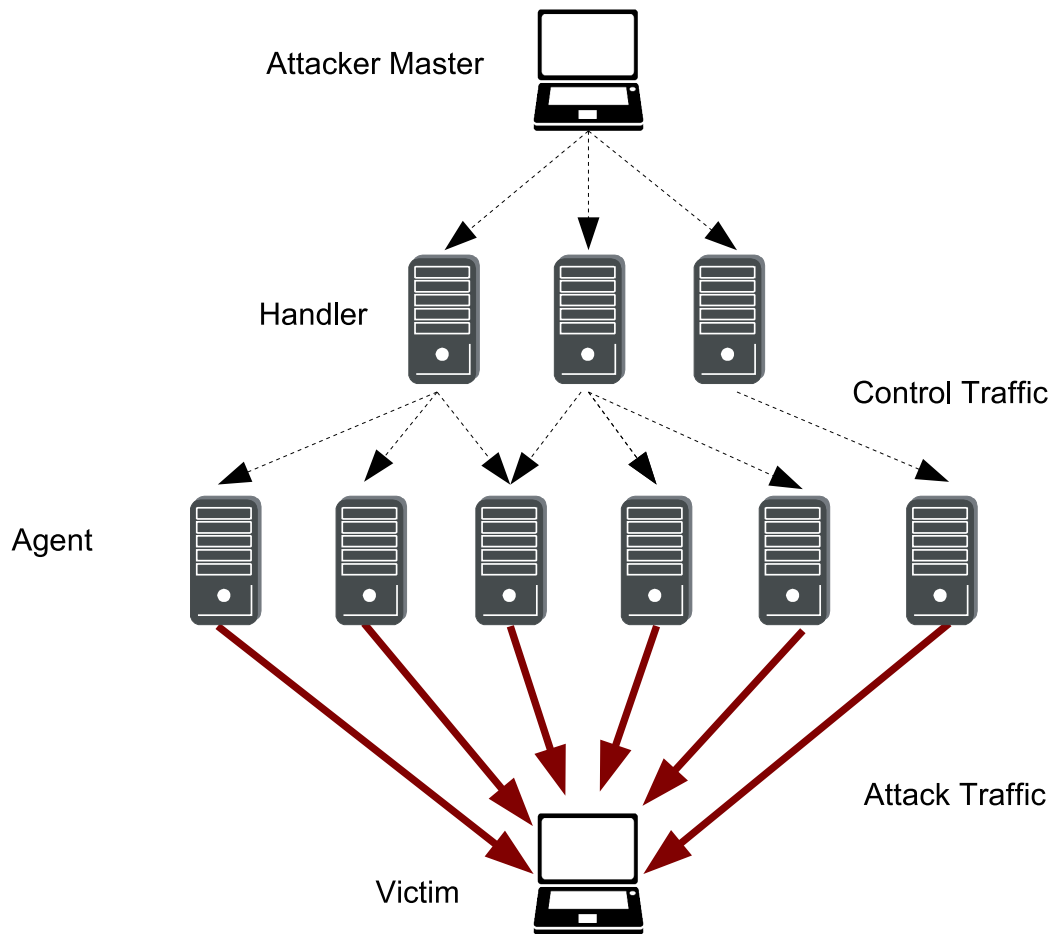 Attacker Master
Handler
Control Traffic
Agent
Attack Traffic
Victim